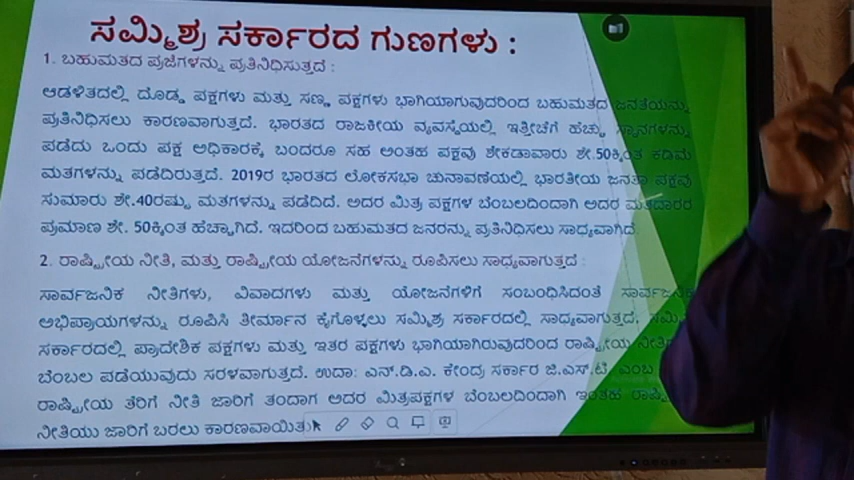 ಸಮ್ಮಿಶ್ರ ಸರ್ಕಾರದ ಗುಣಗಳು :
1. ಬಹುಮತದ ಪ್ರಜೆಗಳನ್ನು ಪ್ರತಿನಿಧಿಸುತ್ತದೆ :
ಆಡಳಿತದಲ್ಲಿ ದೊಡ್ಡ ಪಕ್ಷಗಳು ಮತ್ತು ಸಣ್ಣ ಪಕ್ಷಗಳು ಭಾಗಿಯಾಗುವುದರಿಂದ ಬಹುಮತದ ಜನತೆಯನ್ನು
ಪ್ರತಿನಿಧಿಸಲು ಕಾರಣವಾಗುತ್ತದೆ. ಭಾರತದ ರಾಜಕೀಯ ವ್ಯವಸ್ಥೆಯಲ್ಲಿ ಇತ್ತೀಚೆಗೆ ಹೆಚ್ಚು ಸ್ಥಾನಗಳನ್ನು
ಪಡೆದು ಒಂದು ಪಕ್ಷ ಅಧಿಕಾರಕ್ಕೆ ಬಂದರೂ ಸಹ ಅಂತಹ ಪಕ್ಷವು ಶೇಕಡಾವಾರು ಶೇ.50ಕ್ಕಿಂತ ಕಡಿಮೆ
ಮತಗಳನ್ನು ಪಡೆದಿರುತ್ತದೆ. 2019ರ ಭಾರತದ ಲೋಕಸಭಾ ಚುನಾವಣೆಯಲ್ಲಿ ಭಾರತೀಯ ಜನತಾ ಪಕ್ಷವು
ಸುಮಾರು ಶೇ.40ರಷ್ಟು ಮತಗಳನ್ನು ಪಡೆದಿದೆ. ಅದರ ಮಿತ್ರ ಪಕ್ಷಗಳ ಬೆಂಬಲದಿಂದಾಗಿ ಅದರ ಮತದಾರರ
ಪ್ರಮಾಣ ಶೇ. 50ಕ್ಕಿಂತ ಹೆಚ್ಚಾಗಿದೆ. ಇದರಿಂದ ಬಹುಮತದ ಜನರನ್ನು ಪ್ರತಿನಿಧಿಸಲು ಸಾಧ್ಯವಾಗಿದೆ
2. ರಾಷ್ಟ್ರೀಯ ನೀತಿ, ಮತ್ತು ರಾಷ್ಟ್ರೀಯ ಯೋಜನೆಗಳನ್ನು ರೂಪಿಸಲು ಸಾಧ್ಯವಾಗುತ್ತದೆ :
ಸಾರ್ವಜನಿಕ ನೀತಿಗಳು, ವಿವಾದಗಳು ಮತ್ತು ಯೋಜನೆಗಳಿಗೆ ಸಂಬಂಧಿಸಿದಂತೆ ಸಾರ್ವಜನಿಕ
ಅಭಿಪ್ರಾಯಗಳನ್ನು ರೂಪಿಸಿ ತೀರ್ಮಾನ ಕೈಗೊಳ್ಳಲು ಸಮ್ಮಿಶ್ರ ಸರ್ಕಾರದಲ್ಲಿ ಸಾಧ್ಯವಾಗುತ್ತದೆ.
ಸರ್ಕಾರದಲ್ಲಿ ಪ್ರಾದೇಶಿಕ ಪಕ್ಷಗಳು ಮತ್ತು ಇತರ ಪಕ್ಷಗಳು ಭಾಗಿಯಾಗಿರುವುದರಿಂದ ರಾಷ್ಟ್ರೀಯ
ಬೆಂಬಲ ಪಡೆಯುವುದು ಸರಳವಾಗುತ್ತದೆ. ಉದಾ: ಎನ್.ಡಿ.ಎ. ಕೇಂದ್ರ ಸರ್ಕಾರ ಜಿ.ಎಸ್.ಟಿ. ಎಂಬ
ರಾಷ್ಟ್ರೀಯ ತೆರಿಗೆ ನೀತಿ ಜಾರಿಗೆ ತಂದಾಗ ಅದರ ಮಿತ್ರಪಕ್ಷಗಳ ಬೆಂಬಲದಿಂದಾಗಿ ಇಂತಹ
ನೀತಿಯು ಜಾರಿಗೆ ಬರಲು ಕಾರಣವಾಯಿತು